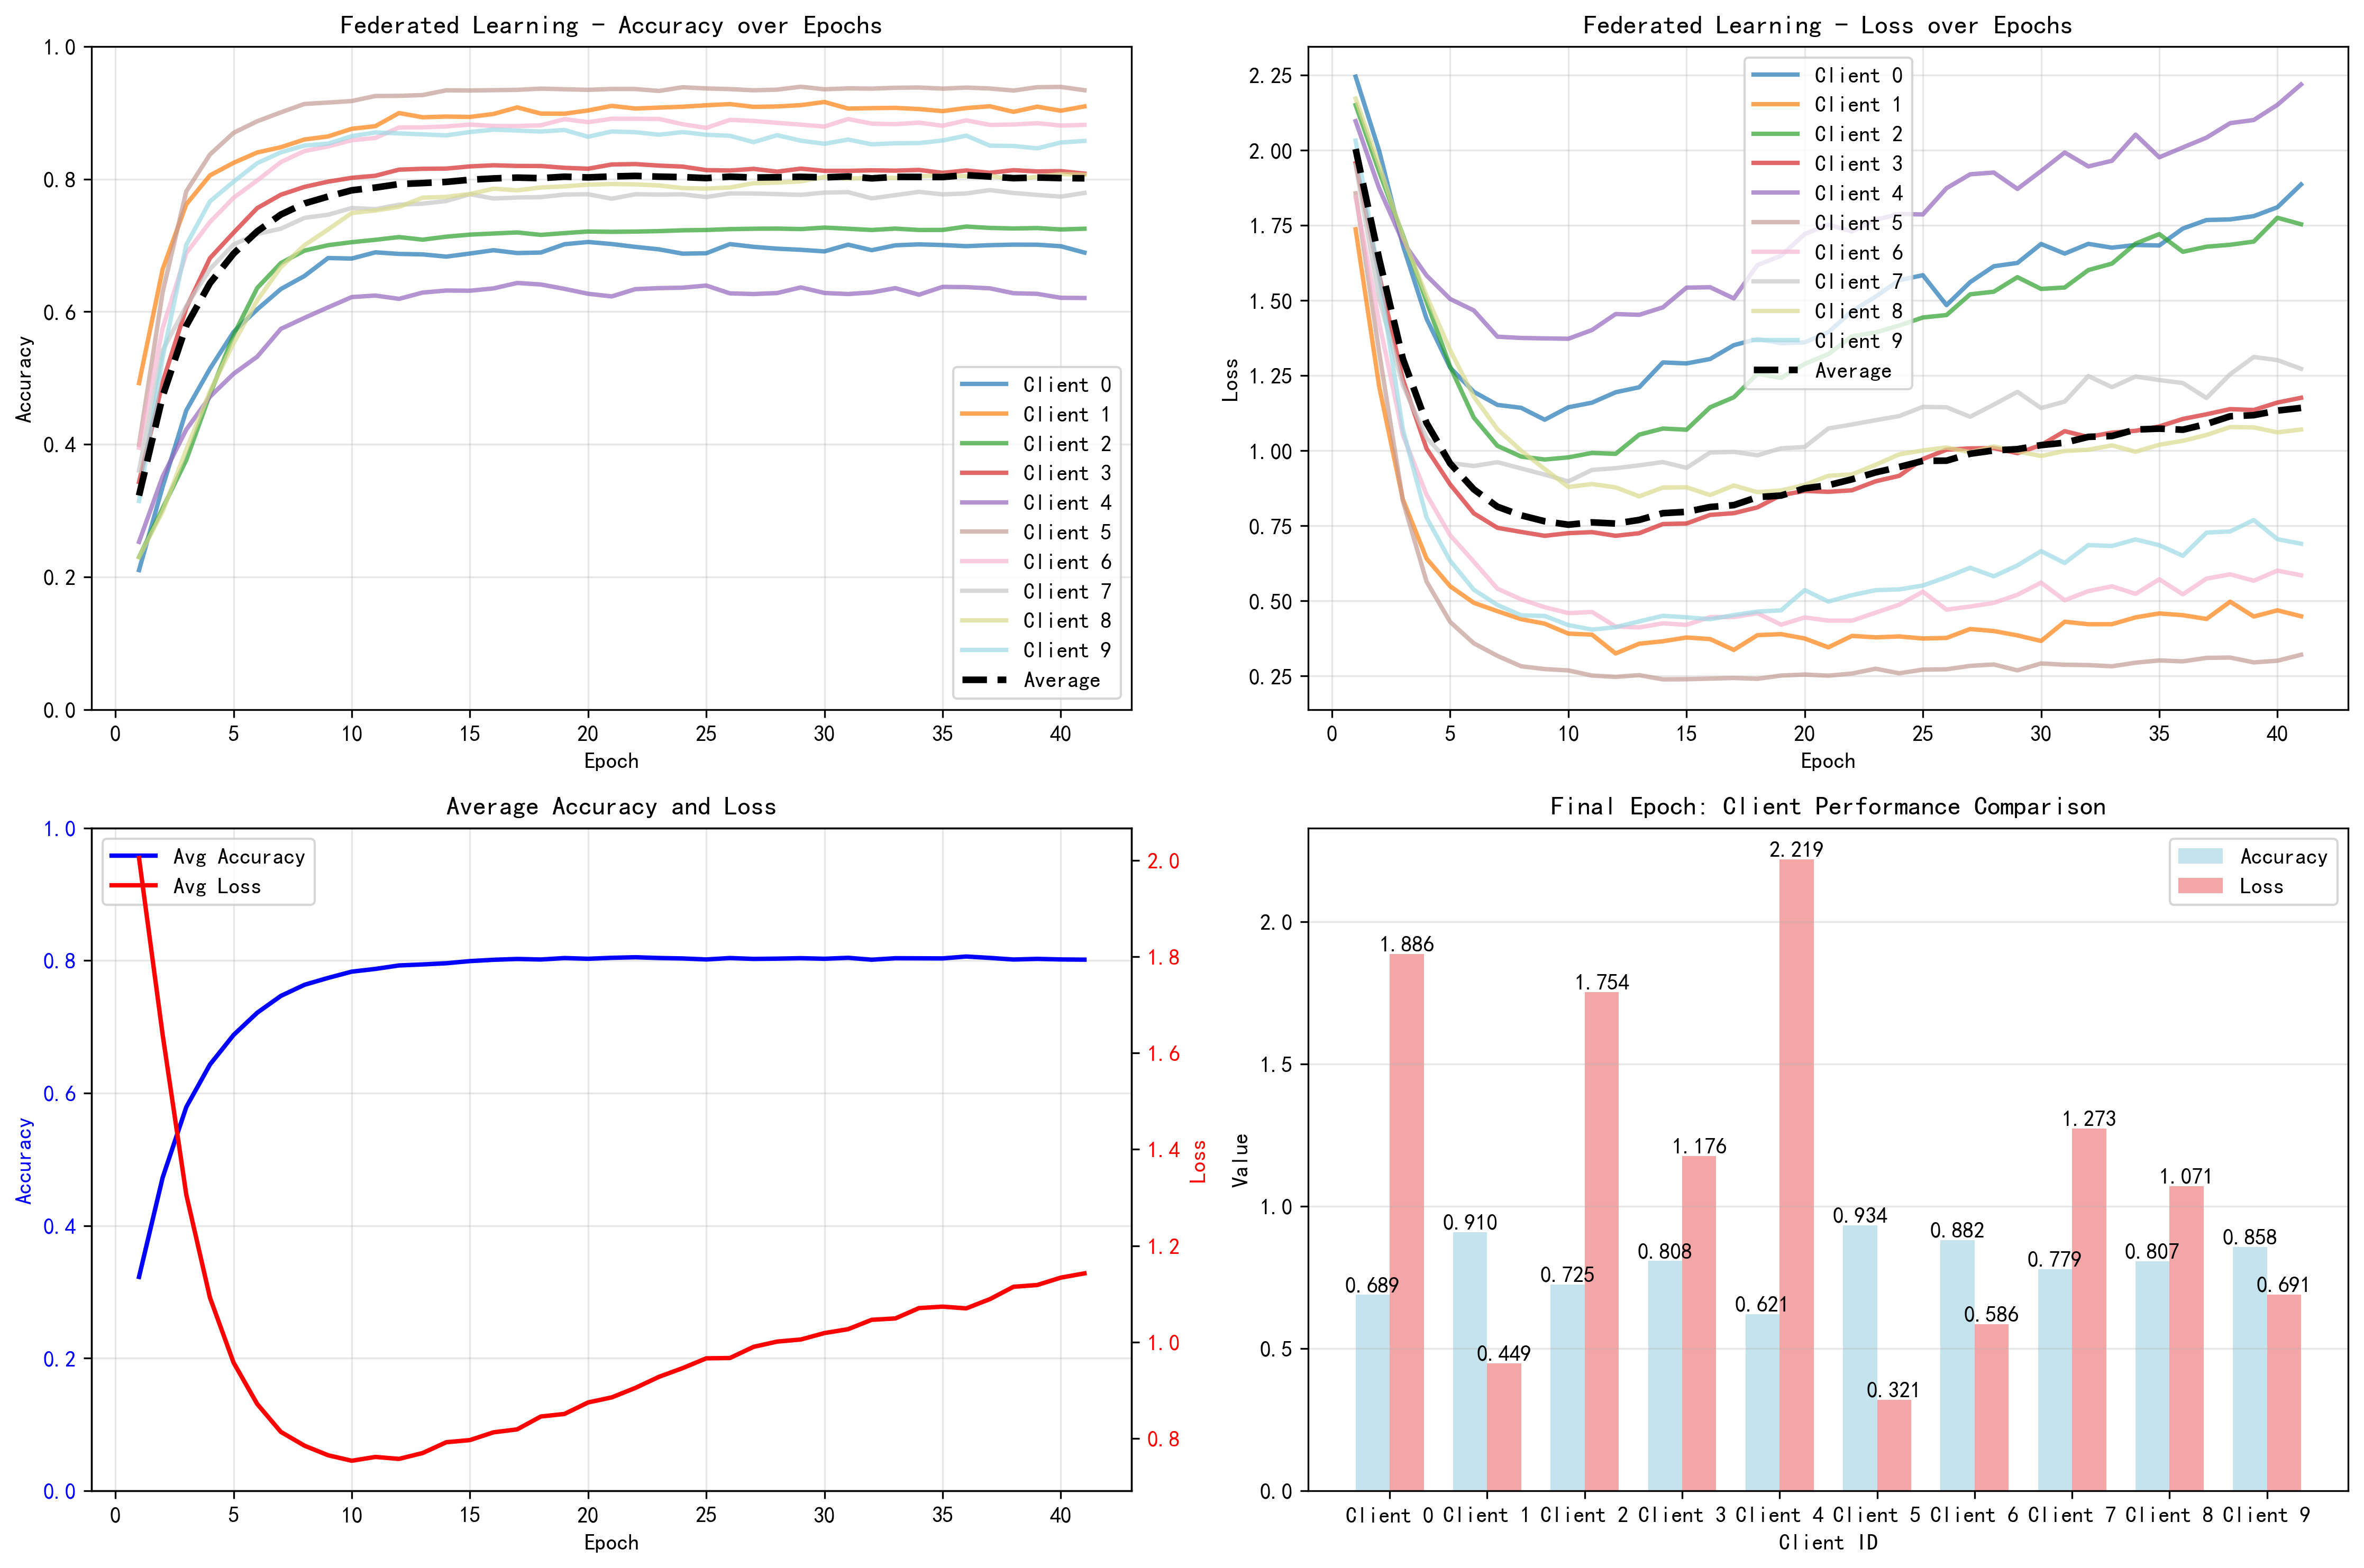 Federated Learning - Accuracy over Epochs
1.0
0.8
0.6
0.4
0.2
0.0
Accuracy
0 5 10 15 20 25 30 35 40
Epoch
Client 0
Client 1
Client 2
Client 3
Client 4
Client 5
Client 6
Client 7
Client 8
Client 9
Average
Federated Learning - Loss over Epochs
2.25
2.00
1.75
1.50
1.25
1.00
0.75
0.50
0.25
Loss
0 5 10 15 20 25 30 35 40
Epoch
Client 0
Client 1
Client 2
Client 3
Client 4
Client 5
Client 6
Client 7
Client 8
Client 9
Average
Average Accuracy and Loss
1.0
0.8
0.6
0.4
0.2
0.0
Accuracy
Avg Accuracy
Avg Loss
2.0
1.8
1.6
1.4
1.2
1.0
0.8
Loss
0 5 10 15 20 25 30 35 40
Epoch
Final Epoch: Client Performance Comparison
Accuracy
Loss
2.0
1.5
1.0
0.5
0.0
Value
0.689
1.886
0.910
0.449
0.725
1.754
0.808
1.176
0.621
2.219
0.934
0.321
0.882
0.586
0.779
1.273
0.807
1.071
0.858
0.691
Client 0 Client 1 Client 2 Client 3 Client 4 Client 5 Client 6 Client 7 Client 8 Client 9
Client ID